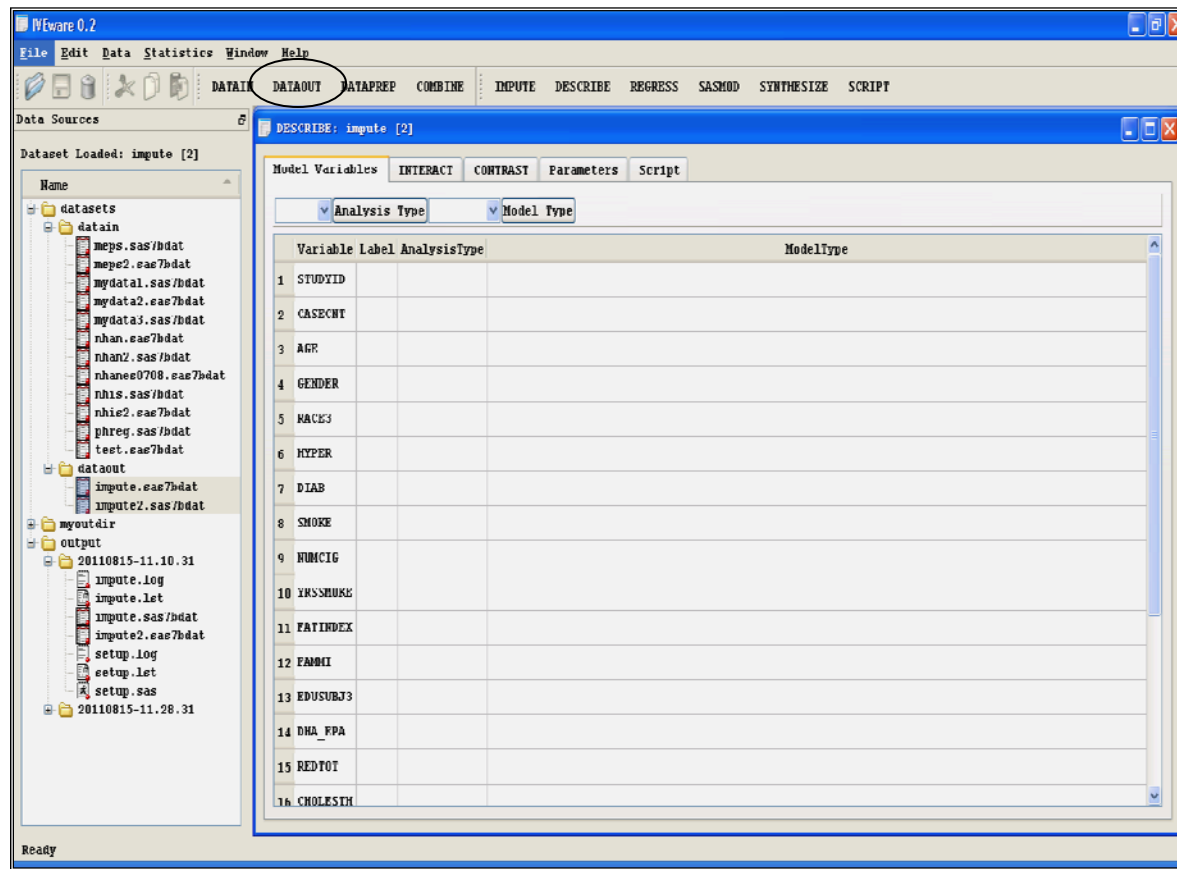 IVEware 0.2
File Edit Data Statistics Window Help
DATAIN DATAOUT DATAPREP COMBINE IMPUTE DESCRIBE REGRESS SASMOD SYNTHESIZE SCRIPT
Data Sources
Dataset Loaded: impute [2]
Name
datasets
datain
meps.sas7bdat
meps2.sas7bdat
mydata1.sas7bdat
mydata2.sas7bdat
mydata3.sas7bdat
nhan.sas7bdat
nhan2.sas7bdat
nhanes0708.sas7bdat
nhis.sas7bdat
nhis2.sas7bdat
phreg.sas7bdat
test.sas7bdat
dataout
impute.sas7bdat
impute2.sas7bdat
myoutdir
output
20110815-11.10.31
impute.log
impute.lst
impute.sas7bdat
impute2.sas7bdat
setup.log
setup.lst
setup.sas
20110815-11.28.31
DESCRIBE: impute [2]
Model Variables INTERACT CONTRAST Parameters Script
Analysis Type Model Type
Variable Label AnalysisType ModelType
1 STUDYID
2 CASECNT
3 AGE
4 GENDER
5 RACE3
6 HYPER
7 DIAB
8 SMOKE
9 NUMCIG
10 YRSSMOKE
11 FATINDEX
12 FAMMI
13 EDUSUBJ3
14 DHA_EPA
15 REDTOT
16 CHOLESTH
Ready